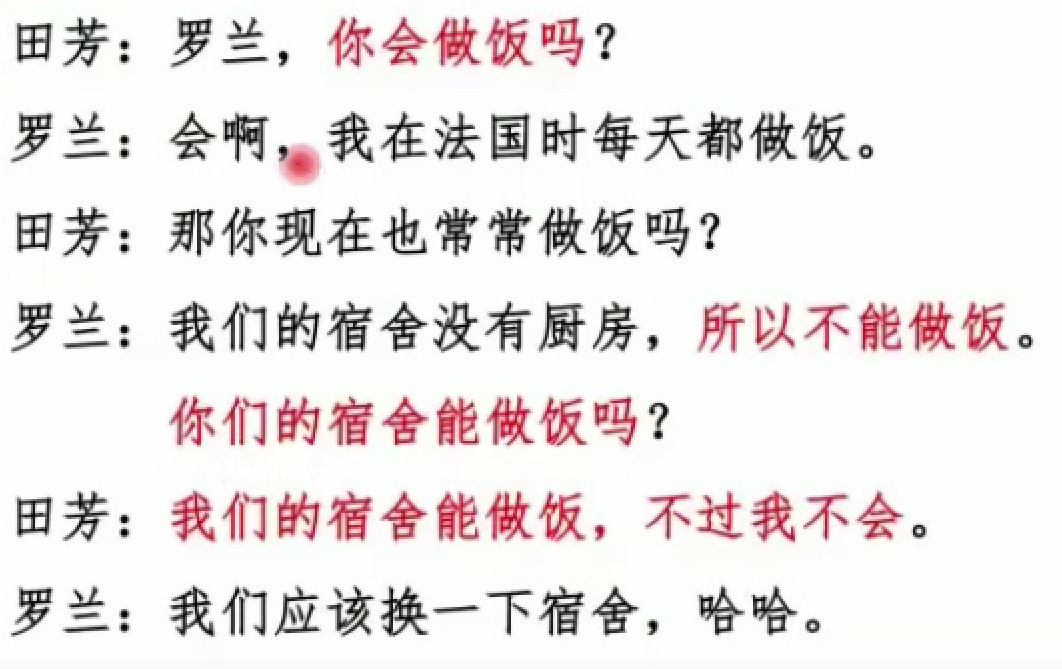 田芳：罗兰，你会做饭吗？
罗兰：会啊，我在法国时每天都做饭。
田芳：那你现在也常常做饭吗？
罗兰：我们的宿舍没有厨房，所以不能做饭。
你们的宿舍能做饭吗？
田芳：我们的宿舍能做饭，不过我不会。
罗兰：我们应该换一下宿舍，哈哈。